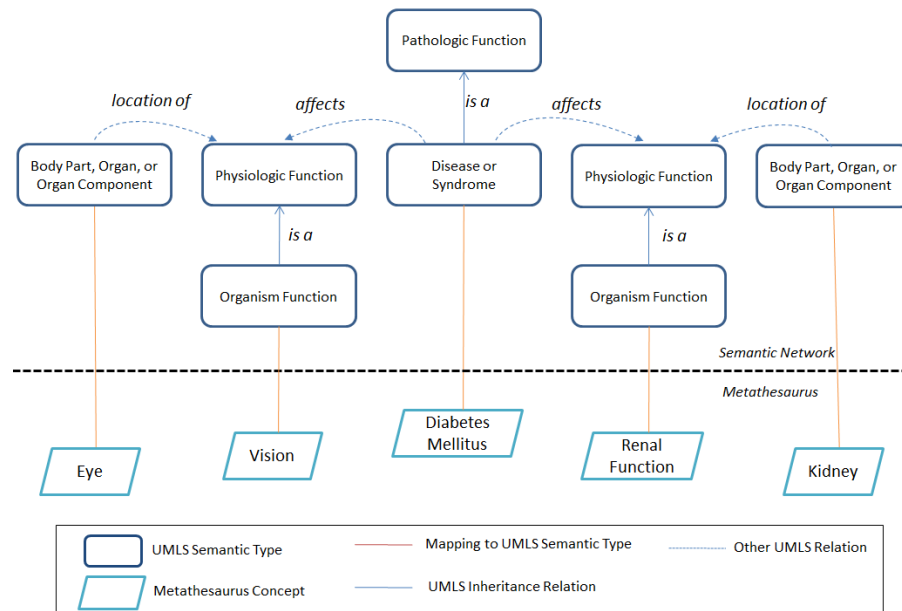 Pathologic Function
location of
affects
is a
affects
location of
Body Part, Organ, or
Organ Component
Physiologic Function
Disease or
Syndrome
Physiologic Function
Body Part, Organ, or
Organ Component
is a
is a
Organism Function
Organism Function
Semantic Network
Metathesaurus
Eye
Vision
Diabetes
Mellitus
Renal
Function
Kidney
UMLS Semantic Type
Mapping to UMLS Semantic Type
Other UMLS Relation
Metathesaurus Concept
UMLS Inheritance Relation